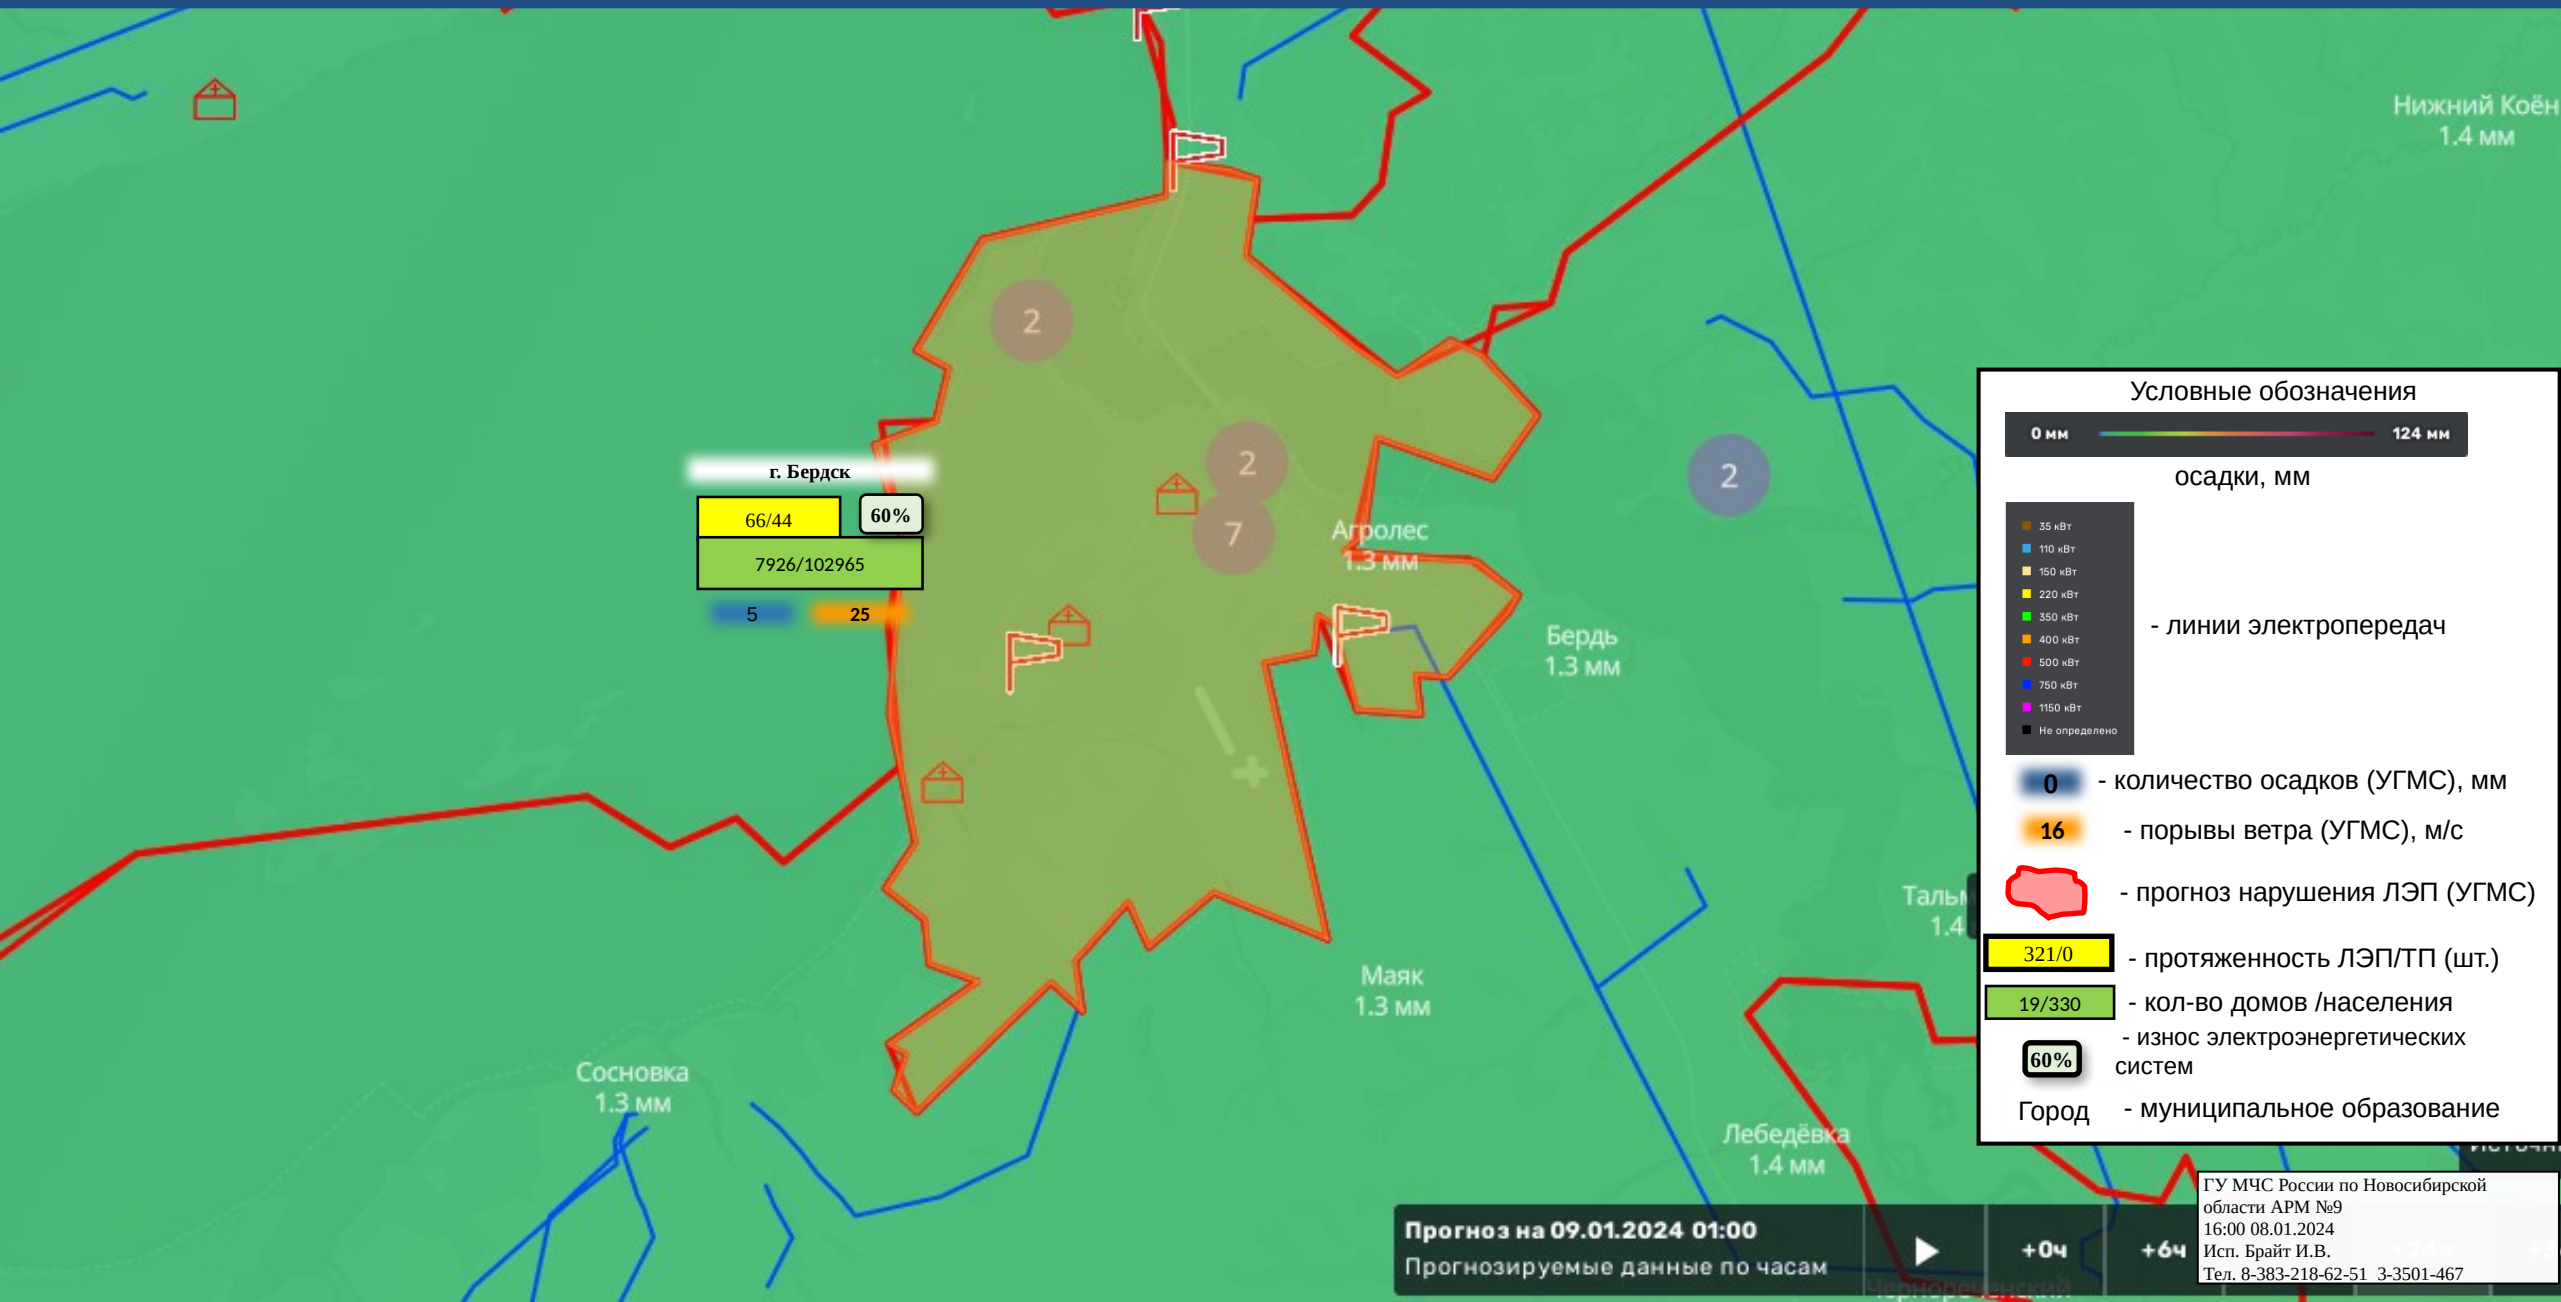 Нижний Коён
1.4 мм
2
2
7
2
г. Бердск
66/44
60%
7926/102965
5
25
Агролес
1.3 мм
Бердь
1.3 мм
Маяк
1.3 мм
Сосновка
1.3 мм
Лебедёвка
1.4 мм
Тальм
1.4
Условные обозначения
0 мм
124 мм
осадки, мм
35 кВт
110 кВт
150 кВт
220 кВт
350 кВт
400 кВт
500 кВт
750 кВт
1150 кВт
Не определено
- линии электропередач
0 - количество осадков (УГМС), мм
16 - порывы ветра (УГМС), м/с
- прогноз нарушения ЛЭП (УГМС)
321/0 - протяженность ЛЭП/ТП (шт.)
19/330 - кол-во домов /населения
60% - износ электроэнергетических
систем
Город - муниципальное образование
Прогноз на 09.01.2024 01:00
Прогнозируемые данные по часам
+0ч
+6ч
+24ч
Чернореченский
ГУ МЧС России по Новосибирской
области АРМ №9
16:00 08.01.2024
Исп. Брайт И.В.
Тел. 8-383-218-62-51 3-3501-467